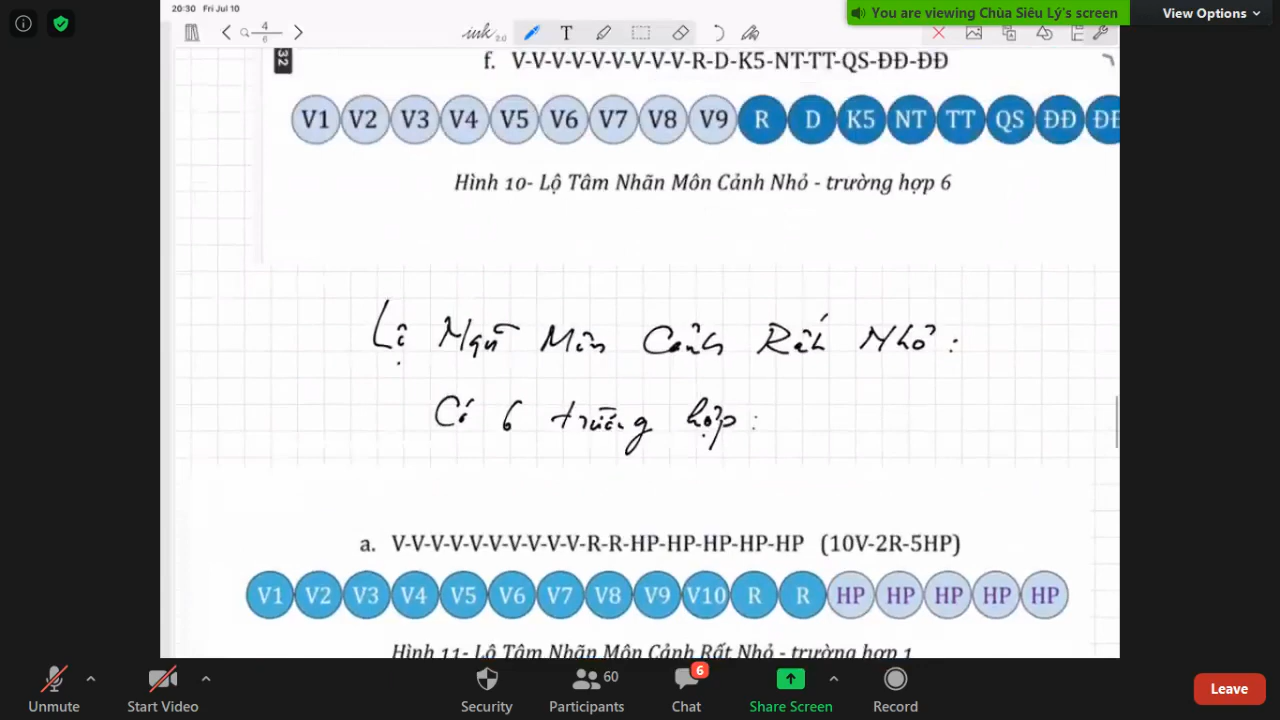 20:30 Fri Jul 10
You are viewing Chùa Siêu Lý's screen
View Options
4
6
ink 2.0
T
32
f. V-V-V-V-V-V-V-V-V-R-D-K5-NT-TT-QS-ĐĐ-ĐĐ
V1 V2 V3 V4 V5 V6 V7 V8 V9 R D K5 NT TT QS ĐĐ ĐĐ
Hình 10- Lộ Tâm Nhãn Môn Cảnh Nhỏ - trường hợp 6
Lộ Ngũ Môn Cảnh Rất Nhỏ:
Có 6 trường hợp:
a. V-V-V-V-V-V-V-V-V-V-R-R-HP-HP-HP-HP-HP (10V-2R-5HP)
V1 V2 V3 V4 V5 V6 V7 V8 V9 V10 R R HP HP HP HP HP
Hình 11- Lộ Tâm Nhãn Môn Cảnh Rất Nhỏ - trường hợp 1
Unmute
Start Video
Security
60
Participants
6
Chat
Share Screen
Record
Leave